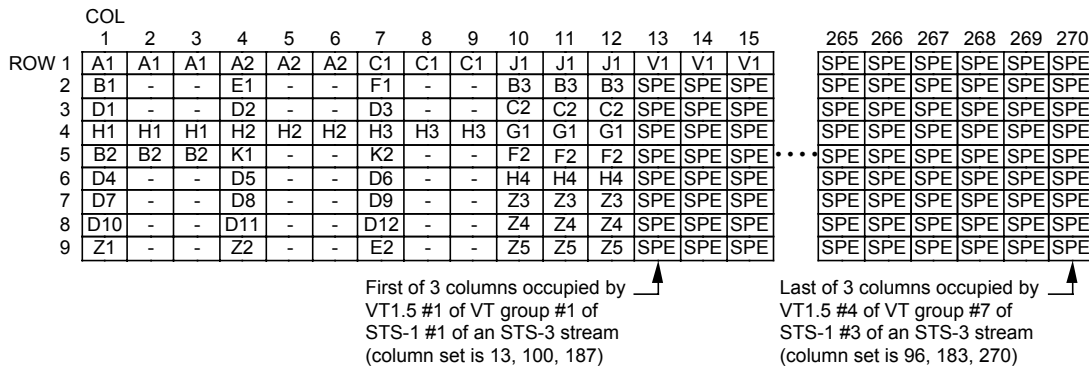 COL
1 2 3 4 5 6 7 8 9 10 11 12 13 14 15 265 266 267 268 269 270
ROW 1 A1 A1 A1 A2 A2 A2 C1 C1 C1 J1 J1 J1 V1 V1 V1 SPE SPE SPE SPE SPE SPE
2 B1 - - E1 - - F1 - - B3 B3 B3 SPE SPE SPE SPE SPE SPE SPE SPE SPE
3 D1 - - D2 - - D3 - - C2 C2 C2 SPE SPE SPE SPE SPE SPE SPE SPE SPE
4 H1 H1 H1 H2 H2 H2 H3 H3 H3 G1 G1 G1 SPE SPE SPE SPE SPE SPE SPE SPE SPE
5 B2 B2 B2 K1 - - K2 - - F2 F2 F2 SPE SPE SPE • • • • SPE SPE SPE SPE SPE SPE
6 D4 - - D5 - - D6 - - H4 H4 H4 SPE SPE SPE SPE SPE SPE SPE SPE SPE
7 D7 - - D8 - - D9 - - Z3 Z3 Z3 SPE SPE SPE SPE SPE SPE SPE SPE SPE
8 D10 - - D11 - - D12 - - Z4 Z4 Z4 SPE SPE SPE SPE SPE SPE SPE SPE SPE
9 Z1 - - Z2 - - E2 - - Z5 Z5 Z5 SPE SPE SPE SPE SPE SPE SPE SPE SPE
First of 3 columns occupied by
VT1.5 #1 of VT group #1 of
STS-1 #1 of an STS-3 stream
(column set is 13, 100, 187)
Last of 3 columns occupied by
VT1.5 #4 of VT group #7 of
STS-1 #3 of an STS-3 stream
(column set is 96, 183, 270)